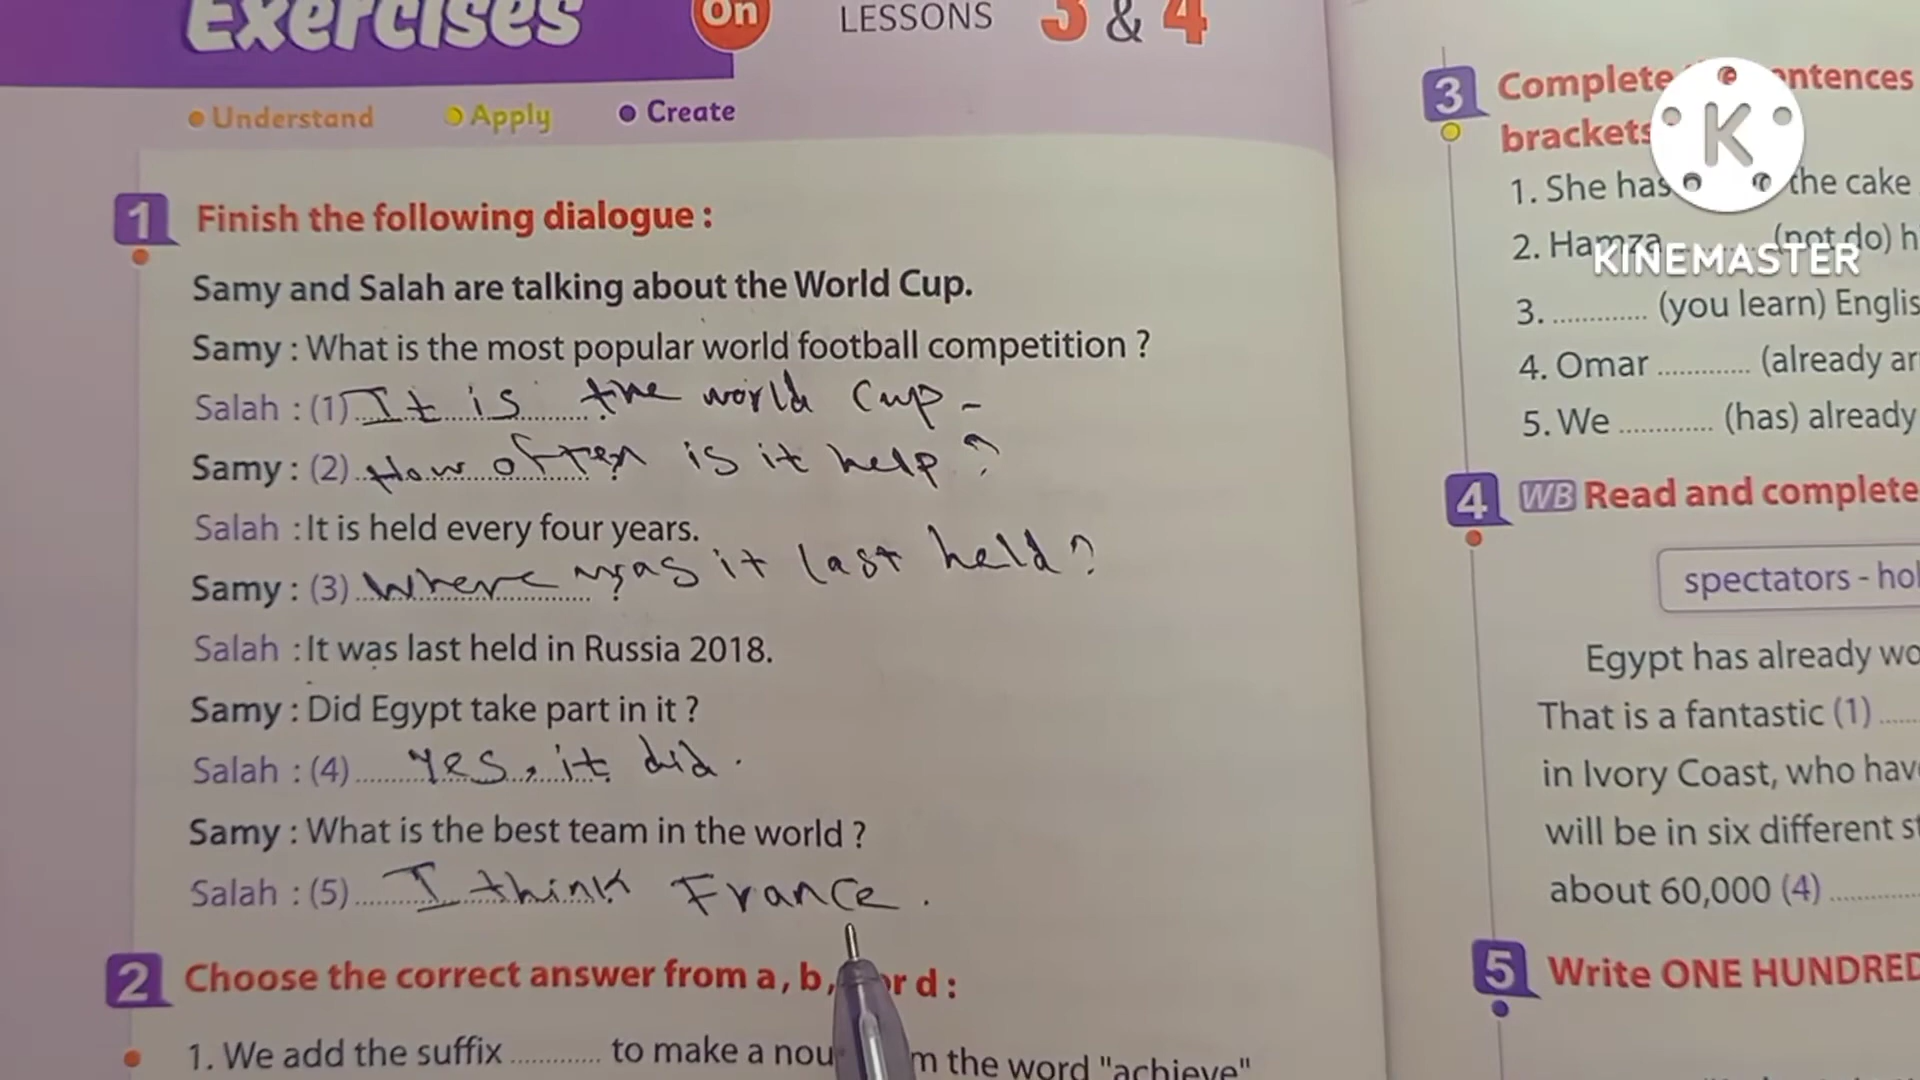 Exercises On LESSONS 3 & 4
Understand Apply Create
1 Finish the following dialogue :
Samy and Salah are talking about the World Cup.
Samy : What is the most popular world football competition ?
Salah : (1) It is the world Cup -
Samy : (2) How often is it help ?
Salah : It is held every four years.
Samy : (3) Where was it last held ?
Salah : It was last held in Russia 2018.
Samy : Did Egypt take part in it ?
Salah : (4) Yes, it did.
Samy : What is the best team in the world ?
Salah : (5) I think France .
2 Choose the correct answer from a, b, or d :
1. We add the suffix ............ to make a nou m the word "achieve"
3 Complete entences
brackets
K
KINEMASTER
1. She has the cake
2. Hamza ............ (not do) h
3. ............ (you learn) Englis
4. Omar ............ (already ar
5. We ............ (has) already
4 WB Read and complete
spectators - hol
Egypt has already wo
That is a fantastic (1) ......
in Ivory Coast, who hav
will be in six different st
about 60,000 (4) ............
5 Write ONE HUNDRED